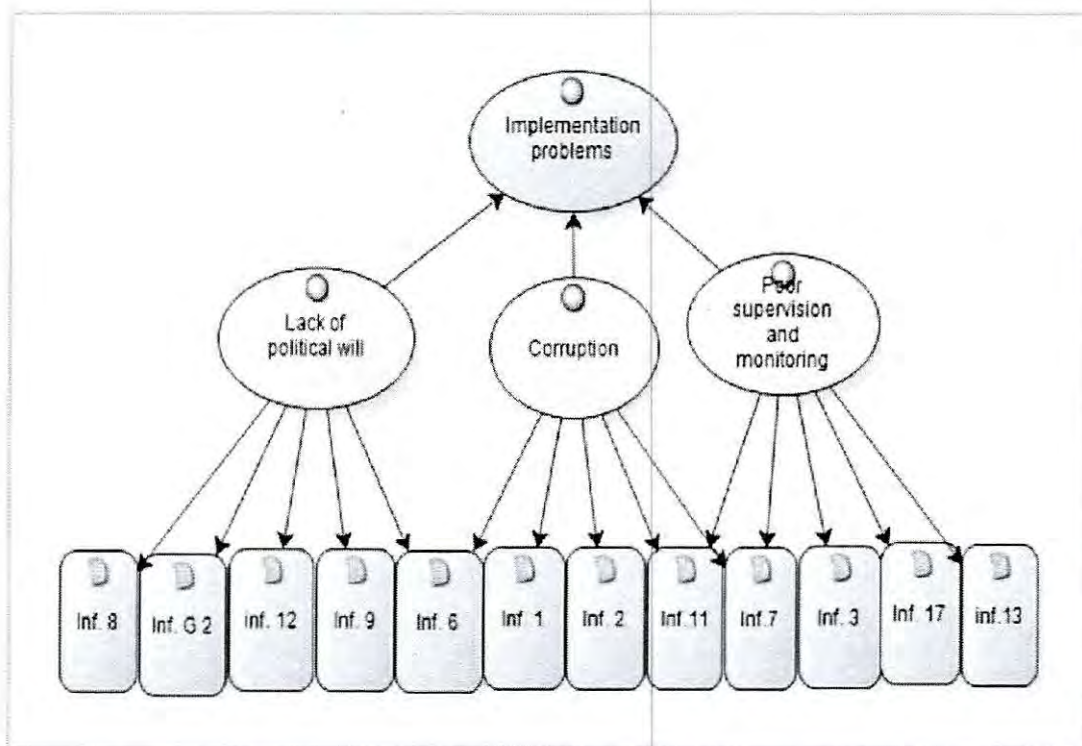 Implementation
problems
Lack of
political will
Corruption
Poor
supervision
and
monitoring
Inf. 8
Inf. G 2
inf. 12
Inf. 9
Inf. 6
Inf. 1
Inf. 2
Inf.11
Inf.7
Inf. 3
Inf. 17
inf.13